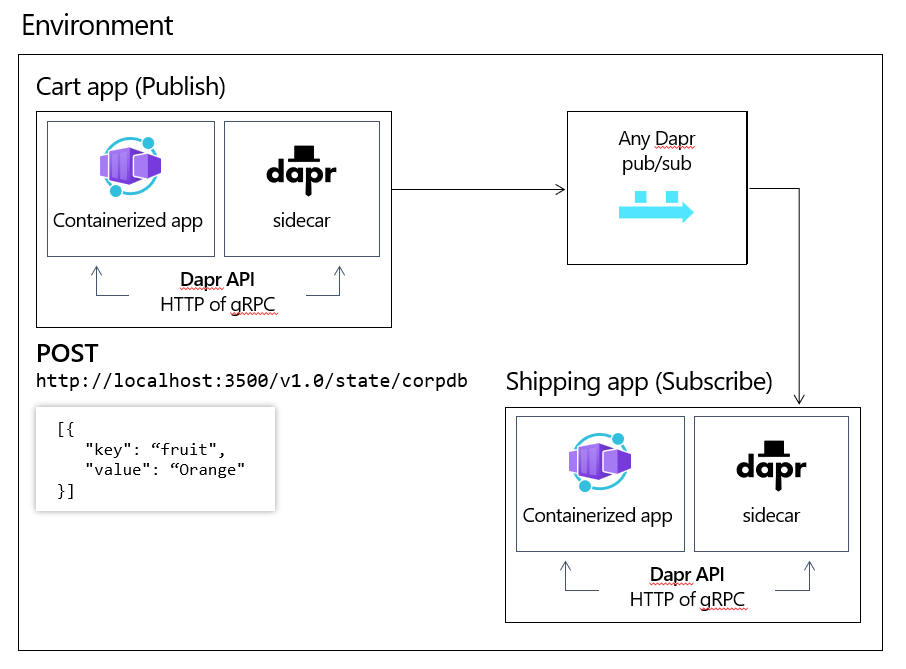 Environment
Cart app (Publish)
Containerized app
dapr
sidecar
Dapr API
HTTP of gRPC
Any Dapr
pub/sub
POST
http://localhost:3500/v1.0/state/corpdb
[{
"key": “fruit",
"value": “Orange"
}]
Shipping app (Subscribe)
Containerized app
dapr
sidecar
Dapr API
HTTP of gRPC